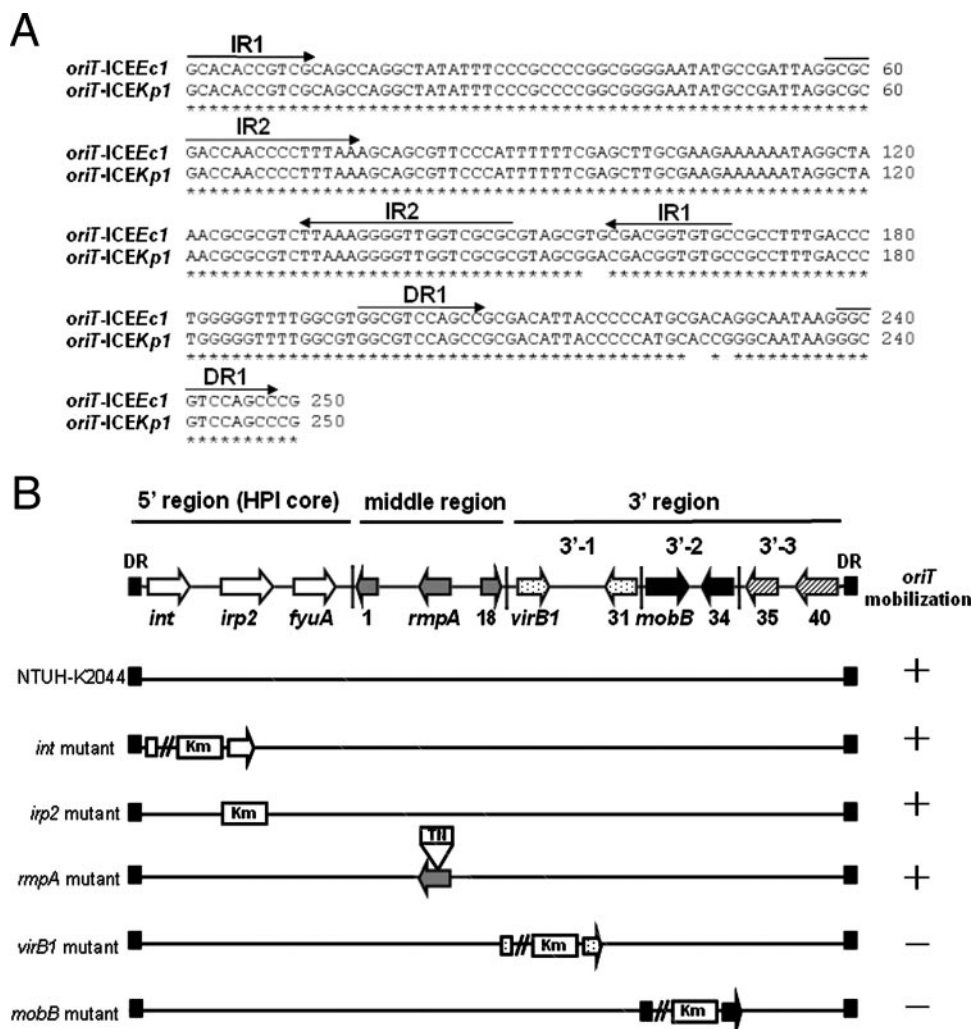 A
IR1
oriT-ICEEc1 GCACACCGTCGCAGCCAGGCTATATTTCCCGCCCCGGCGGGGAATATGCCGATTAGGCGC 60
oriT-ICEKp1 GCACACCGTCGCAGCCAGGCTATATTTCCCGCCCCGGCGGGGAATATGCCGATTAGGCGC 60
************************************************************
IR2
oriT-ICEEc1 GACCAACCCCTTTAAAGCAGCGTTCCCATTTTTTCGAGCTTGCGAAGAAAAAATAGGCTA 120
oriT-ICEKp1 GACCAACCCCTTTAAAGCAGCGTTCCCATTTTTTCGAGCTTGCGAAGAAAAAATAGGCTA 120
************************************************************
IR2 IR1
oriT-ICEEc1 AACGCGCGTCTTAAAGGGGTTGGTCGCGCGTAGCGTGCGACGGTGTGCCGCCTTTGACCC 180
oriT-ICEKp1 AACGCGCGTCTTAAAGGGGTTGGTCGCGCGTAGCGGACGACGGTGTGCCGCCTTTGACCC 180
*********************************** ***********************
DR1
oriT-ICEEc1 TGGGGGTTTTGGCGTGGCGTCCAGCCGCGACATTACCCCCATGCGACAGGCAATAAGGGC 240
oriT-ICEKp1 TGGGGGTTTTGGCGTGGCGTCCAGCCGCGACATTACCCCCATGCACCGGGCAATAAGGGC 240
******************************************** * ************
DR1
oriT-ICEEc1 GTCCAGCCCG 250
oriT-ICEKp1 GTCCAGCCCG 250
**********
B
5' region (HPI core) middle region 3' region
3'-1 3'-2 3'-3
DR DR
oriT
mobilization
int irp2 fyuA 1 rmpA 18 virB1 31 mobB 34 35 40
NTUH-K2044 +
int mutant Km +
irp2 mutant Km +
TN
rmpA mutant +
virB1 mutant Km —
mobB mutant Km —